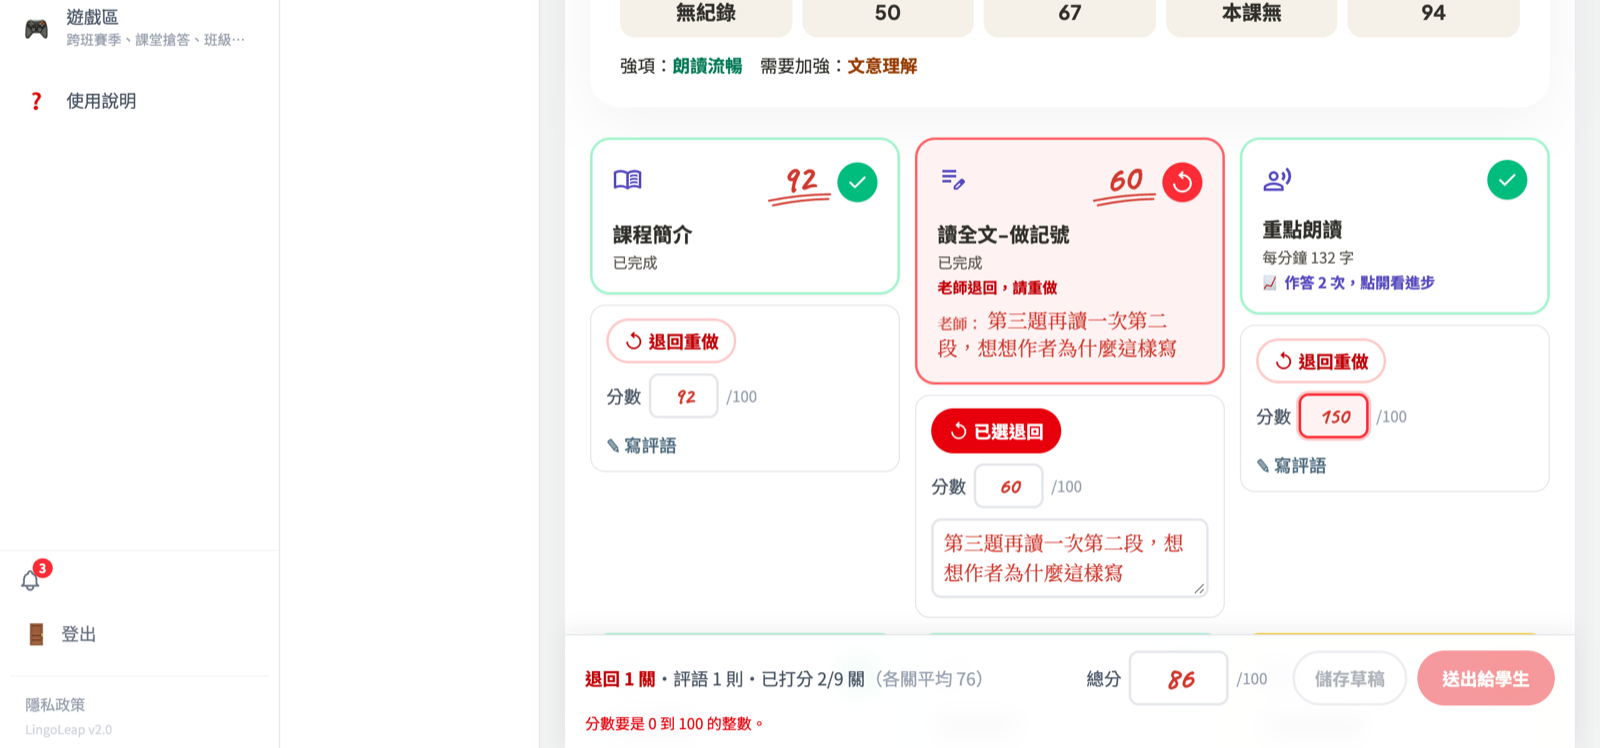 遊戲區
跨班賽季、課堂搶答、班級…
? 使用說明
3
登出
隱私政策
LingoLeap v2.0
無紀錄 50 67 本課無 94
強項：朗讀流暢 需要加強：文意理解
92
課程簡介
已完成
退回重做
分數 92 /100
寫評語
60
讀全文–做記號
已完成
老師退回，請重做
老師： 第三題再讀一次第二
段，想想作者為什麼這樣寫
已選退回
分數 60 /100
第三題再讀一次第二段，想
想作者為什麼這樣寫
重點朗讀
每分鐘 132 字
作答 2 次，點開看進步
退回重做
分數 150 /100
寫評語
退回 1 關・評語 1 則・已打分 2/9 關（各關平均 76）
分數要是 0 到 100 的整數。
總分 86 /100
儲存草稿
送出給學生